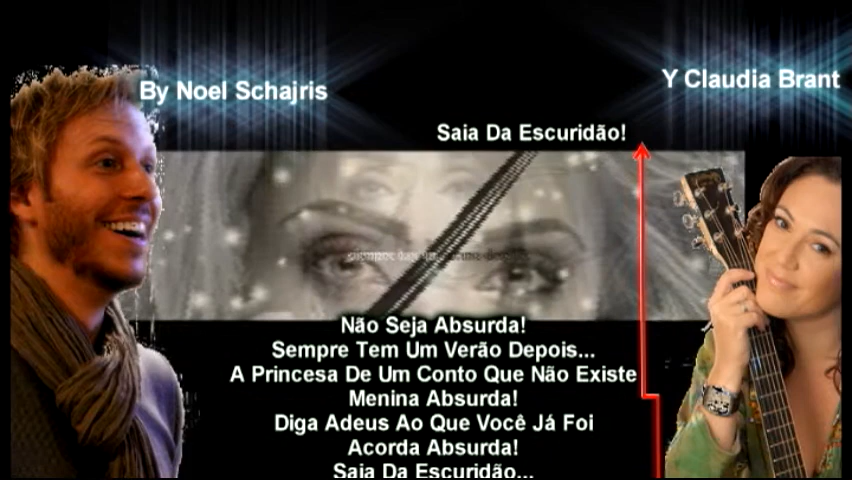 By Noel Schajris
Y Claudia Brant
Saia Da Escuridão!
Não Seja Absurda!
Sempre Tem Um Verão Depois...
A Princesa De Um Conto Que Não Existe
Menina Absurda!
Diga Adeus Ao Que Você Já Foi
Acorda Absurda!
Saia Da Escuridão...